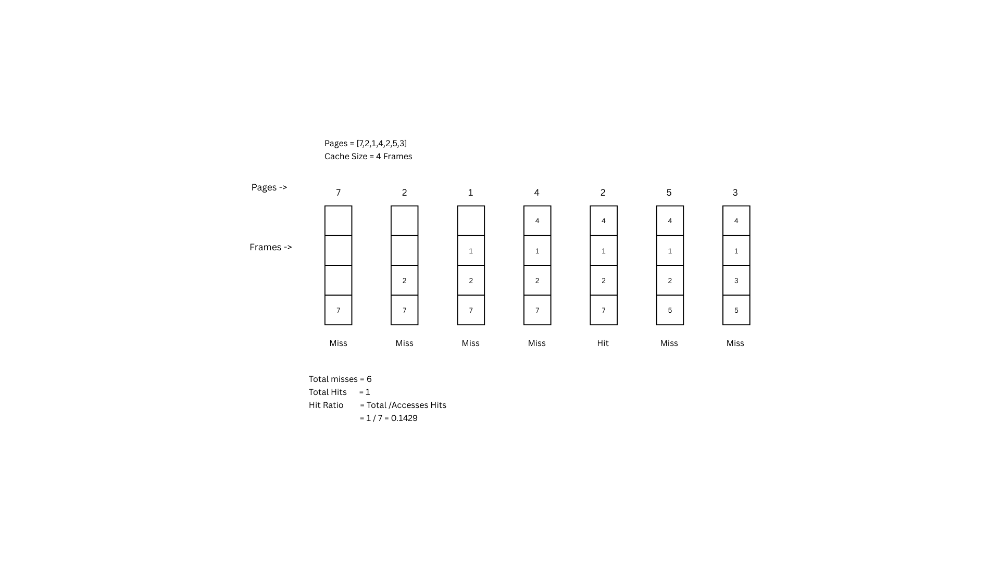 Pages = [7,2,1,4,2,5,3]
Cache Size = 4 Frames
Pages ->
7 2 1 4 2 5 3
4 4 4 4
Frames ->
1 1 1 1 1
2 2 2 2 2 3
7 7 7 7 7 5 5
Miss Miss Miss Miss Hit Miss Miss
Total misses = 6
Total Hits = 1
Hit Ratio = Total /Accesses Hits
= 1 / 7 = 0.1429